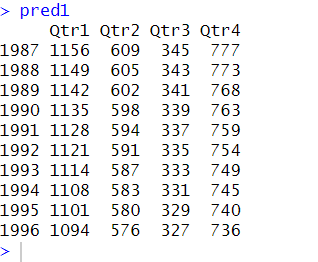 > pred1
Qtr1 Qtr2 Qtr3 Qtr4
1987 1156 609 345 777
1988 1149 605 343 773
1989 1142 602 341 768
1990 1135 598 339 763
1991 1128 594 337 759
1992 1121 591 335 754
1993 1114 587 333 749
1994 1108 583 331 745
1995 1101 580 329 740
1996 1094 576 327 736
>